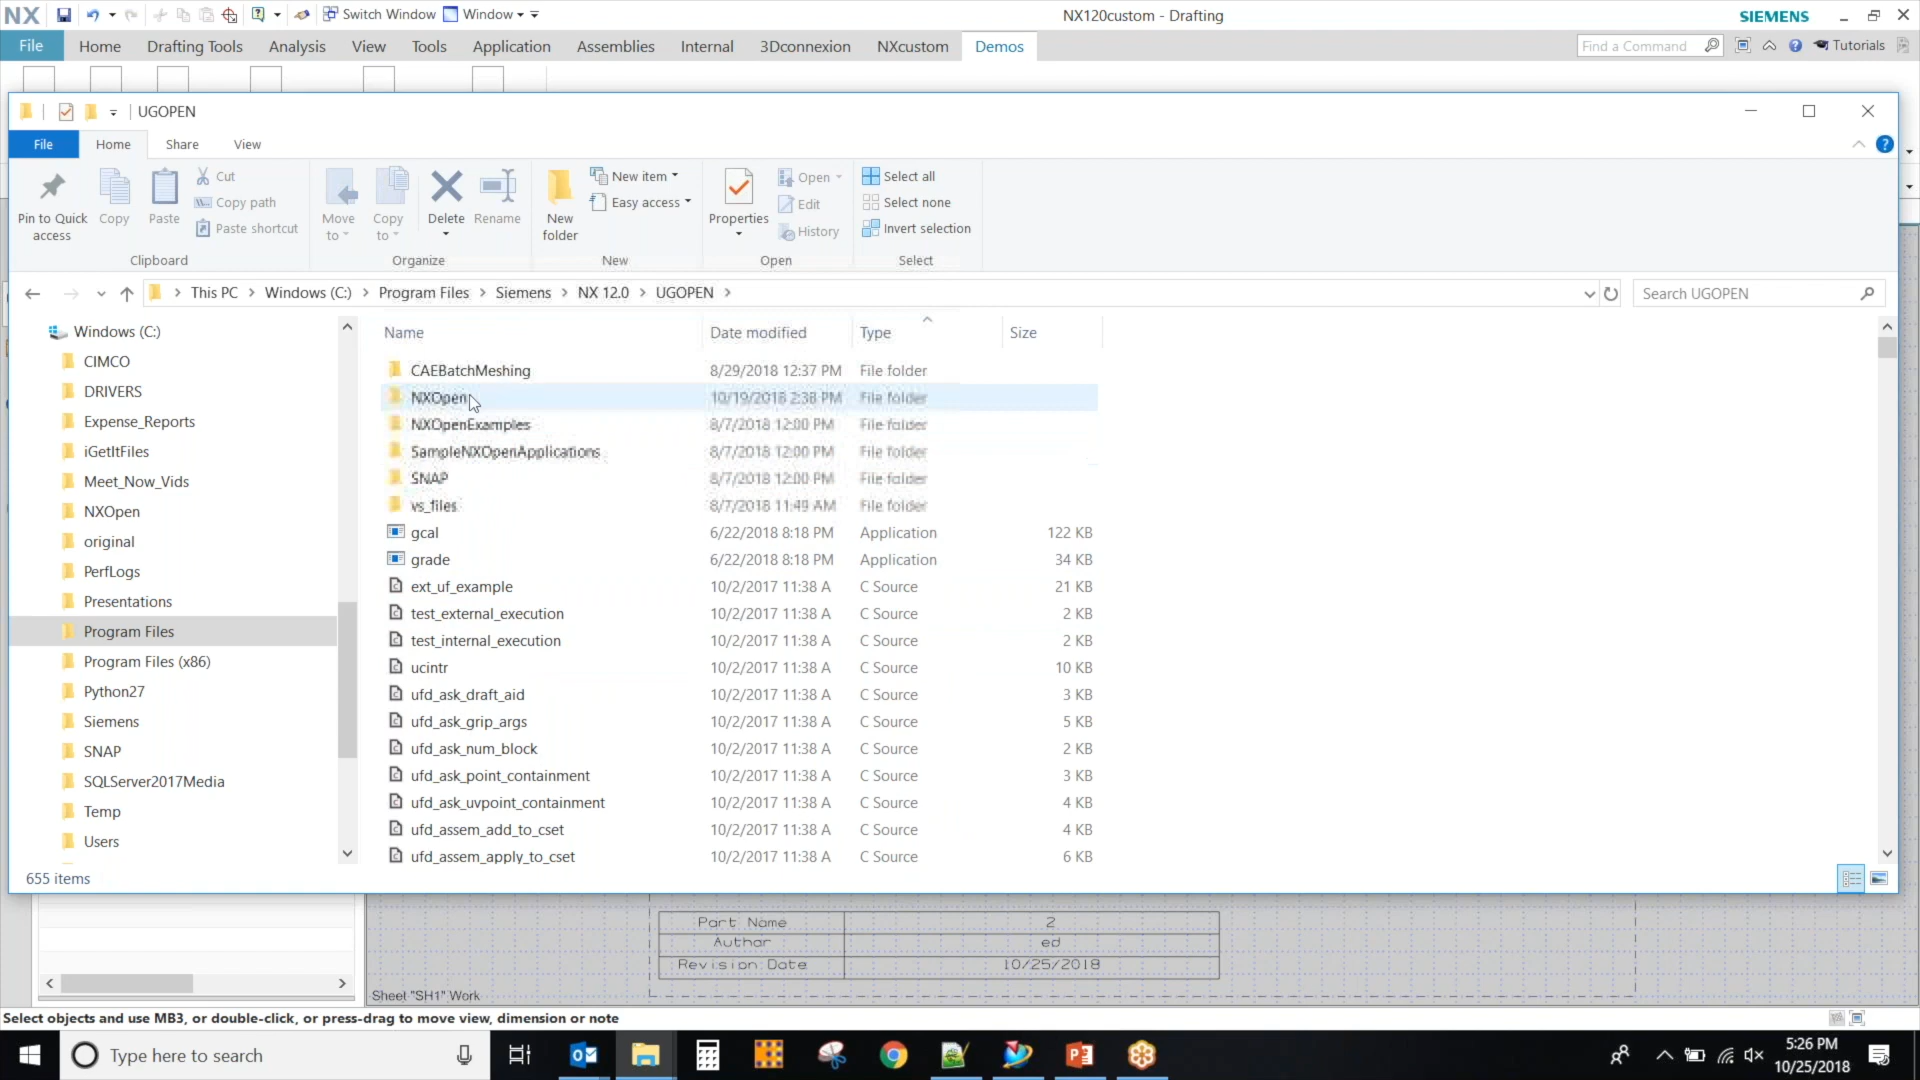 NX Switch Window Window NX120custom - Drafting SIEMENS
File Home Drafting Tools Analysis View Tools Application Assemblies Internal 3Dconnexion NXcustom Demos Find a Command Tutorials
UGOPEN
File Home Share View
Pin to Quick access Copy Paste Cut Copy path Paste shortcut Clipboard
Move to Copy to Delete Rename Organize
New folder New item Easy access New
Properties Open Edit History Open
Select all Select none Invert selection Select
This PC > Windows (C:) > Program Files > Siemens > NX 12.0 > UGOPEN > Search UGOPEN
Windows (C:)
CIMCO
DRIVERS
Expense_Reports
iGetItFiles
Meet_Now_Vids
NXOpen
original
PerfLogs
Presentations
Program Files
Program Files (x86)
Python27
Siemens
SNAP
SQLServer2017Media
Temp
Users
Name Date modified Type Size
CAEBatchMeshing 8/29/2018 12:37 PM File folder
NXOpen 10/19/2018 2:38 PM File folder
NXOpenExamples 8/7/2018 12:00 PM File folder
SampleNXOpenApplications 8/7/2018 12:00 PM File folder
SNAP 8/7/2018 12:00 PM File folder
vs_files 8/7/2018 11:49 AM File folder
gcal 6/22/2018 8:18 PM Application 122 KB
grade 6/22/2018 8:18 PM Application 34 KB
ext_uf_example 10/2/2017 11:38 A C Source 21 KB
test_external_execution 10/2/2017 11:38 A C Source 2 KB
test_internal_execution 10/2/2017 11:38 A C Source 2 KB
ucintr 10/2/2017 11:38 A C Source 10 KB
ufd_ask_draft_aid 10/2/2017 11:38 A C Source 3 KB
ufd_ask_grip_args 10/2/2017 11:38 A C Source 5 KB
ufd_ask_num_block 10/2/2017 11:38 A C Source 2 KB
ufd_ask_point_containment 10/2/2017 11:38 A C Source 3 KB
ufd_ask_uvpoint_containment 10/2/2017 11:38 A C Source 4 KB
ufd_assem_add_to_cset 10/2/2017 11:38 A C Source 4 KB
ufd_assem_apply_to_cset 10/2/2017 11:38 A C Source 6 KB
655 items
Part Name 2
Author ed
Revision Date 10/25/2018
Sheet "SH1" Work
Select objects and use MB3, or double-click, or press-drag to move view, dimension or note
Type here to search 5:26 PM
10/25/2018